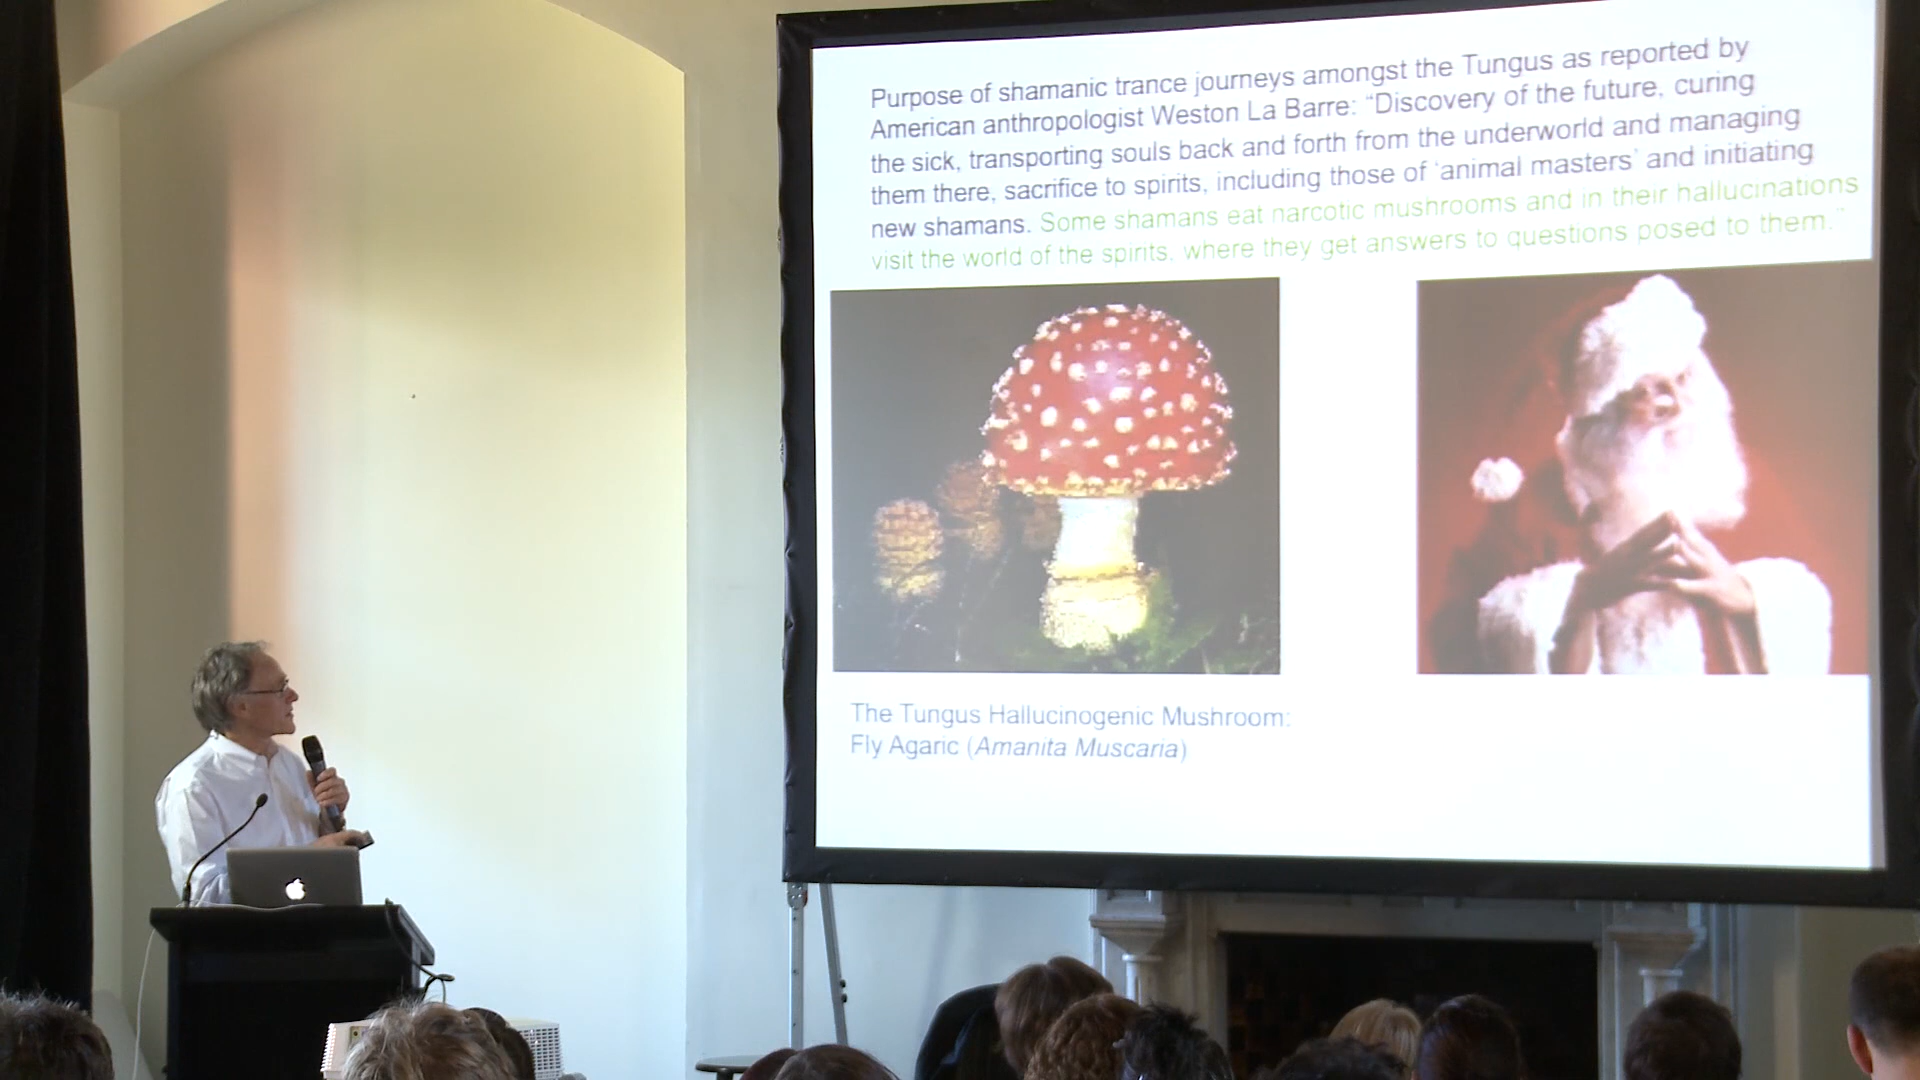 Purpose of shamanic trance journeys amongst the Tungus as reported by
American anthropologist Weston La Barre: “Discovery of the future, curing
the sick, transporting souls back and forth from the underworld and managing
them there, sacrifice to spirits, including those of ‘animal masters’ and initiating
new shamans. Some shamans eat narcotic mushrooms and in their hallucinations
visit the world of the spirits, where they get answers to questions posed to them.”
The Tungus Hallucinogenic Mushroom:
Fly Agaric (Amanita Muscaria)